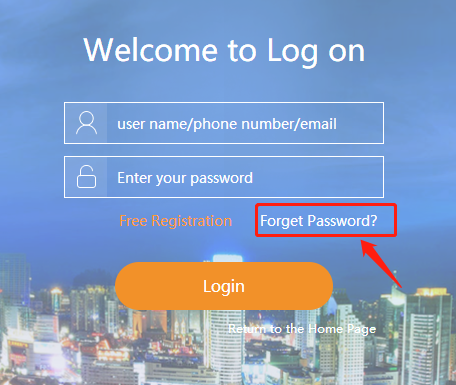 Welcome to Log on
user name/phone number/email
Enter your password
Free Registration Forget Password?
Login
Return to the Home Page